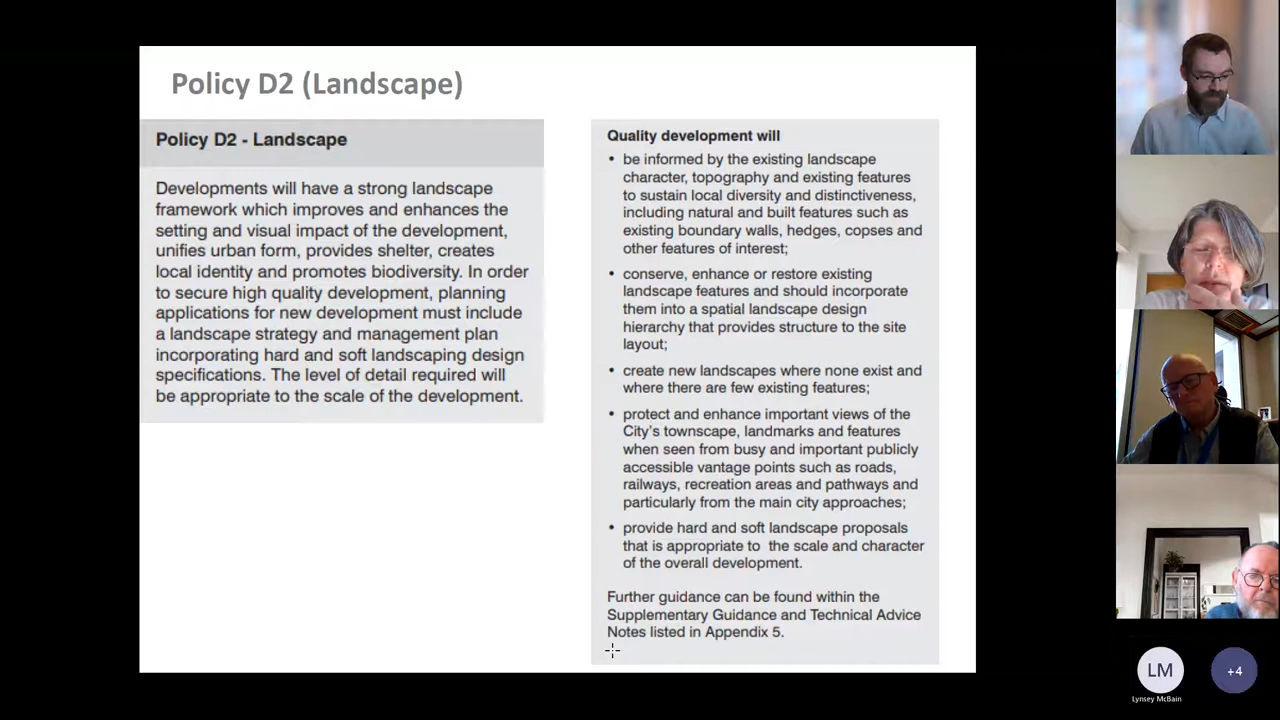 Policy D2 (Landscape)
Policy D2 - Landscape
Developments will have a strong landscape
framework which improves and enhances the
setting and visual impact of the development,
unifies urban form, provides shelter, creates
local identity and promotes biodiversity. In order
to secure high quality development, planning
applications for new development must include
a landscape strategy and management plan
incorporating hard and soft landscaping design
specifications. The level of detail required will
be appropriate to the scale of the development.
Quality development will
• be informed by the existing landscape
character, topography and existing features
to sustain local diversity and distinctiveness,
including natural and built features such as
existing boundary walls, hedges, copses and
other features of interest;
• conserve, enhance or restore existing
landscape features and should incorporate
them into a spatial landscape design
hierarchy that provides structure to the site
layout;
• create new landscapes where none exist and
where there are few existing features;
• protect and enhance important views of the
City's townscape, landmarks and features
when seen from busy and important publicly
accessible vantage points such as roads,
railways, recreation areas and pathways and
particularly from the main city approaches;
• provide hard and soft landscape proposals
that is appropriate to  the scale and character
of the overall development.
Further guidance can be found within the
Supplementary Guidance and Technical Advice
Notes listed in Appendix 5.
LM
+4
Lynsey McBain